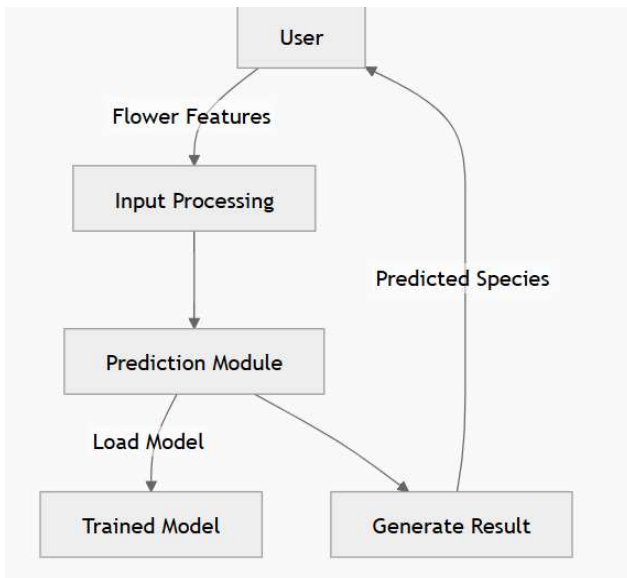 User
Flower Features
Input Processing
Predicted Species
Prediction Module
Load Model
Trained Model
Generate Result